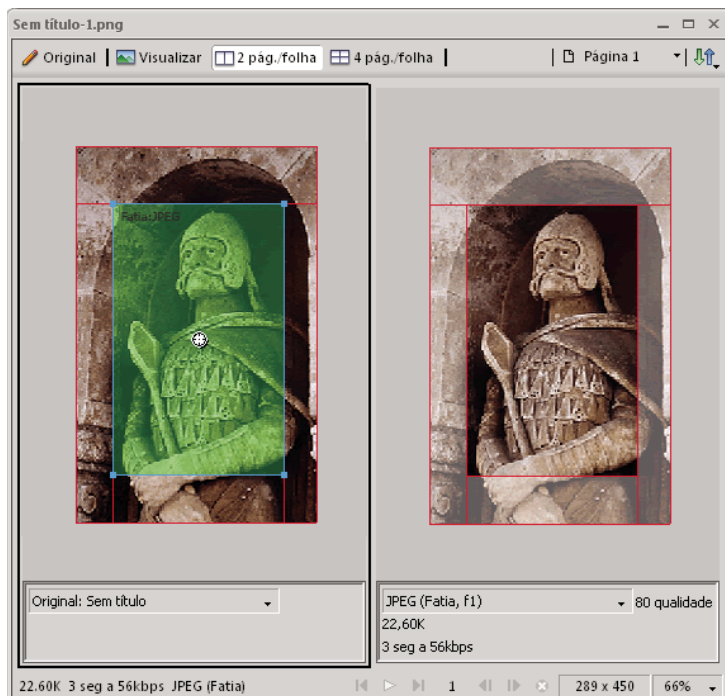 Sem título-1.png
Original Visualizar 2 pág./folha 4 pág./folha Página 1
Fatia:JPEG
Original: Sem título
JPEG (Fatia, f1) 80 qualidade
22,60K
3 seg a 56kbps
22.60K 3 seg a 56kbps JPEG (Fatia) 1 289 x 450 66%